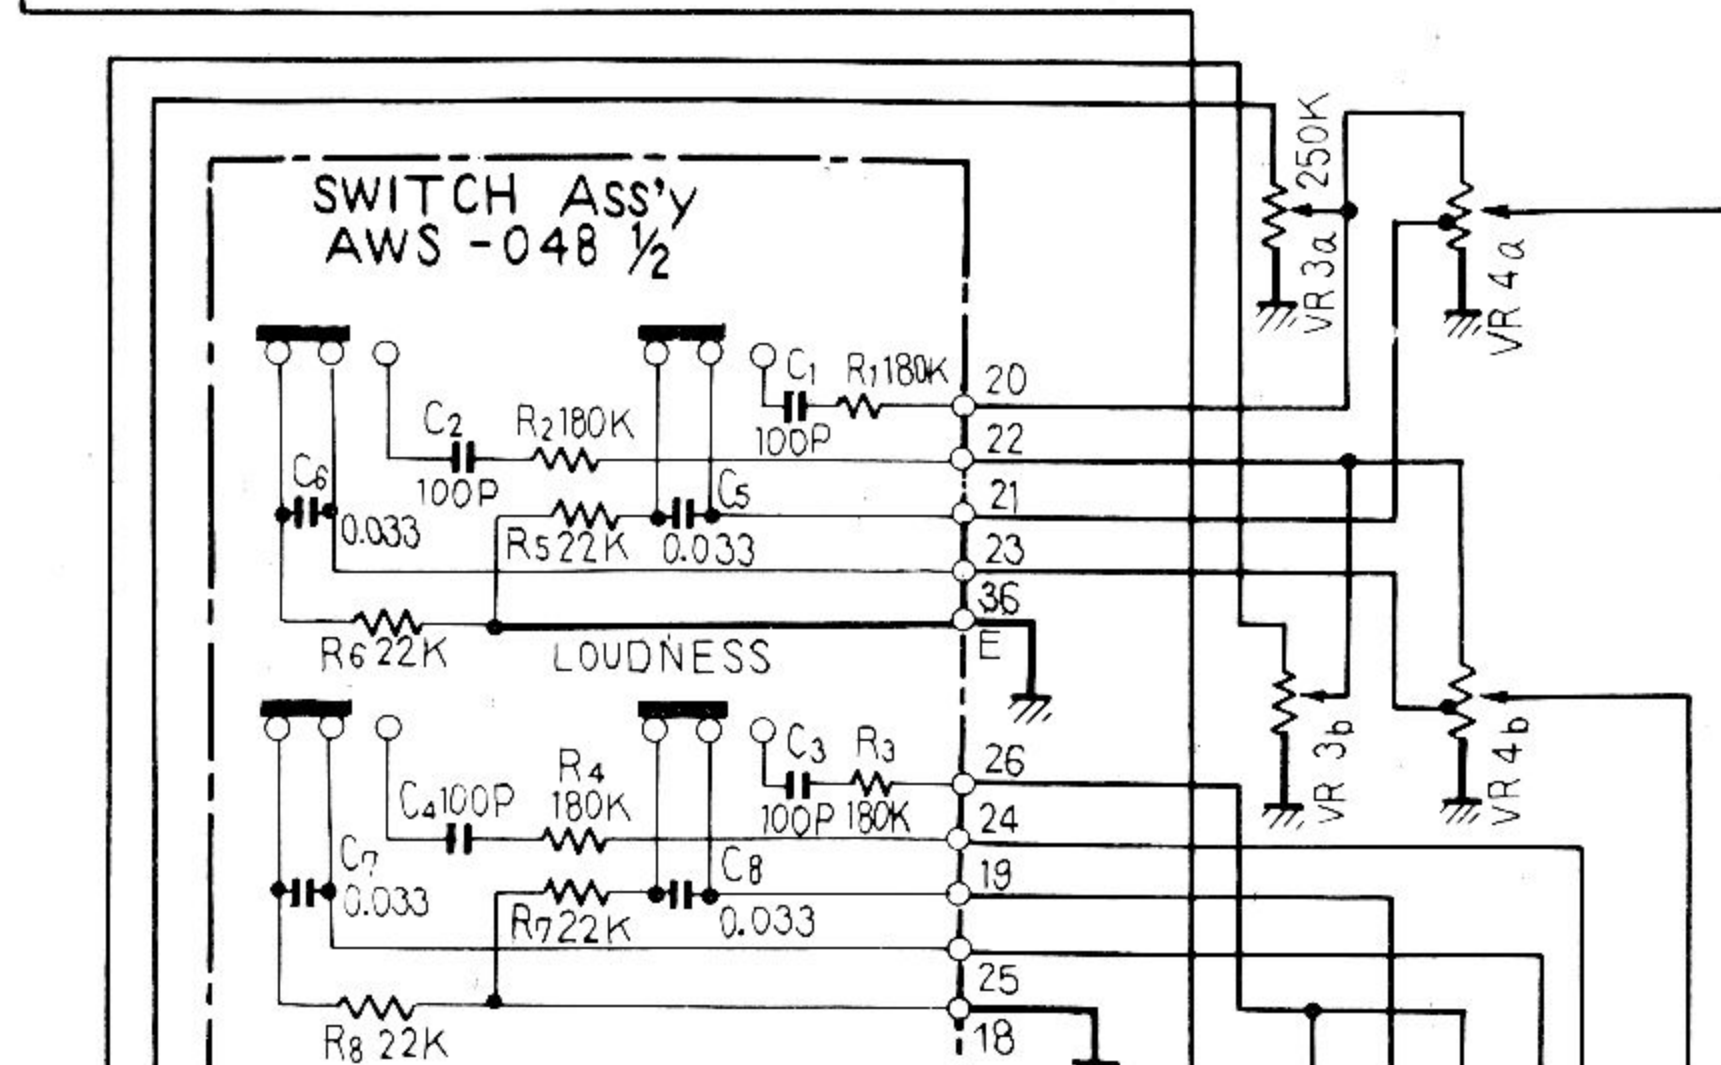 SWITCH Ass'y
AWS -048 ½
250K
VR 3a
VR 4a
C1
R1 180K
100P
20
C2
R2 180K
100P
22
C6
0.033
C5
0.033
R5 22K
21
23
36
E
R6 22K
LOUDNESS
VR 3b
VR 4b
C3
R3
100P 180K
26
R4
180K
C4 100P
24
C7
0.033
C8
0.033
R7 22K
19
25
R8 22K
18